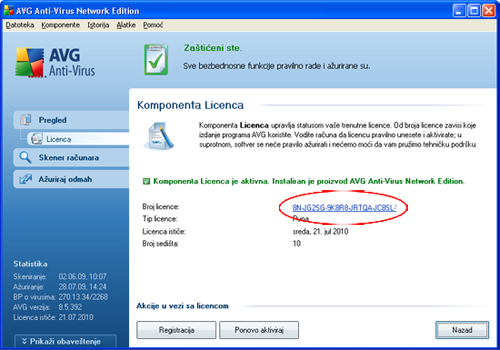 AVG Anti-Virus Network Edition
Datoteka Komponente Istorija Alatke Pomoć
AVG
Anti-Virus
Zaštićeni ste.
Sve bezbednosne funkcije pravilno rade i ažurirane su.
Pregled
Licenca
Skener računara
Ažuriraj odmah
Komponenta Licenca
Komponenta Licenca upravlja statusom vaše trenutne licence. Od broja licence zavisi koje
izdanje programa AVG koristite. Vodite računa da licencu pravilno unesete i aktivirate; u
suprotnom, softver se neće pravilno ažurirati i nećemo moći da vam pružimo tehničku podršku.
Komponenta Licenca je aktivna. Instaliran je proizvod AVG Anti-Virus Network Edition.
Broj licence: 8N-JG2SG-9K8R8-JRTQA-JC8SL-
Tip licence: Puna
Licenca ističe: sreda, 21. jul 2010
Broj sedišta: 10
Statistika
Skeniranje: 02.06.09, 10:07
Ažuriranje: 28.07.09, 14:24
BP o virusima: 270.13.34/2268
AVG verzija: 8.5.392
Licenca ističe: 21.07.2010
Akcije u vezi sa licencom
Registracija Ponovo aktiviraj Nazad
Prikaži obaveštenje